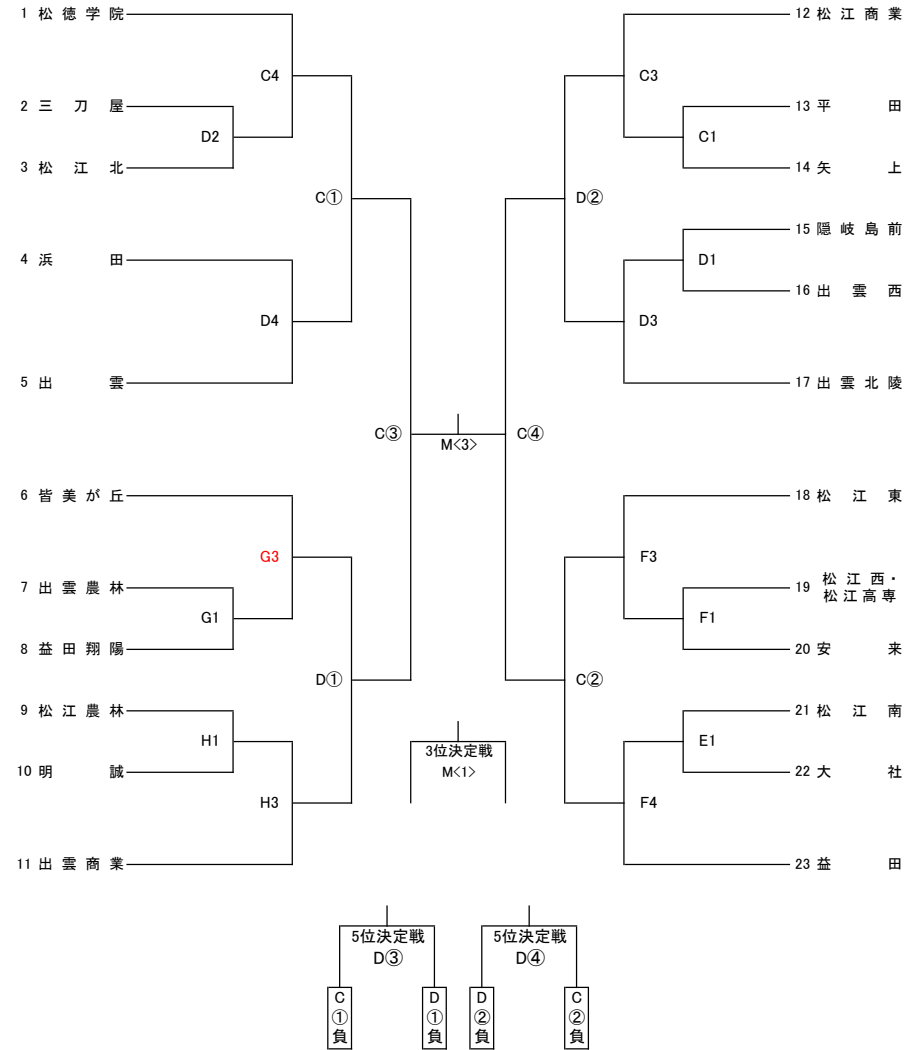 1 松徳学院
C4
2 三刀屋
D2
3 松江北
C①
4 浜田
D4
5 出雲
C③
6 皆美が丘
G3
7 出雲農林
G1
8 益田翔陽
D①
9 松江農林
H1
10 明誠
H3
11 出雲商業
M<3>
3位決定戦
M<1>
12 松江商業
C3
13 平田
C1
14 矢上
D②
15 隠岐島前
D1
16 出雲西
D3
17 出雲北陵
C④
18 松江東
F3
19 松江西・
松江高専
F1
20 安来
C②
21 松江南
E1
22 大社
F4
23 益田
5位決定戦
D③
C①負
D①負
5位決定戦
D④
D②負
C②負